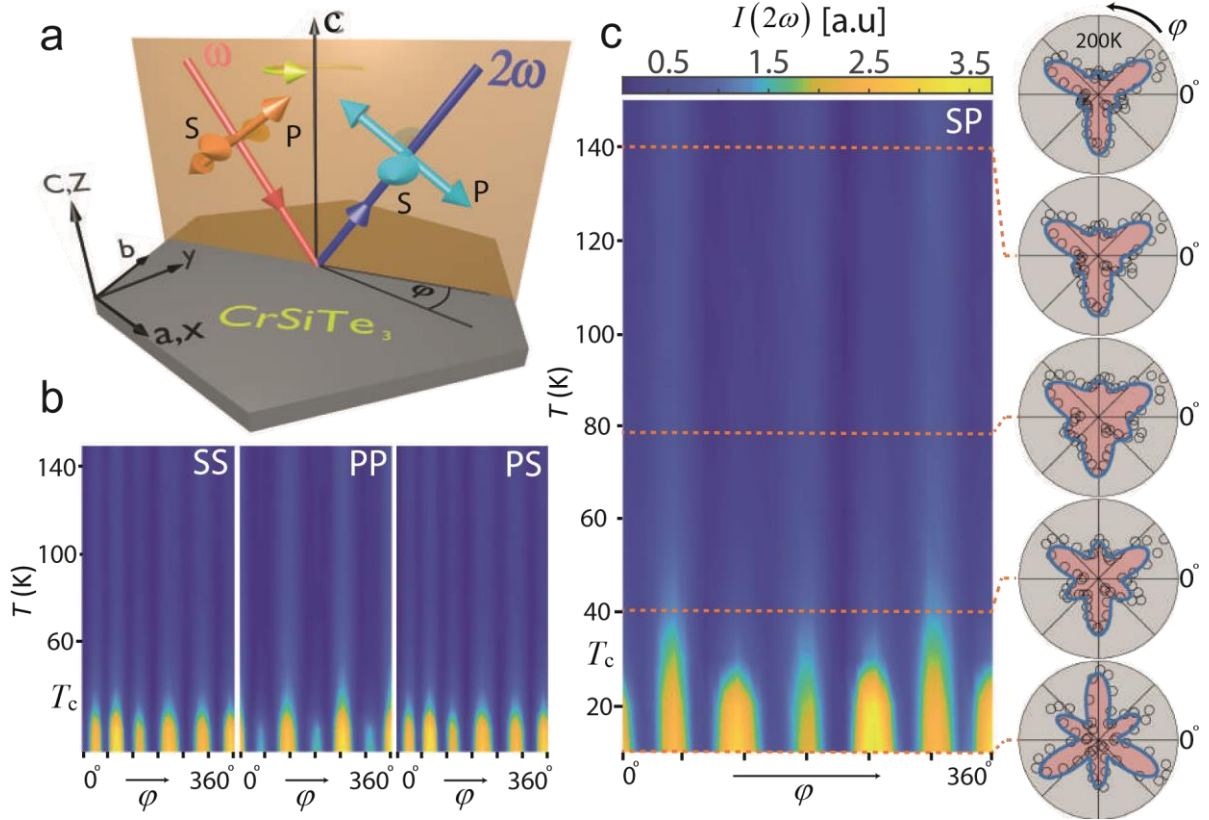 a
ω
c
2ω
S
P
S
P
C,Z
b
y
a,x
φ
CrSiTe₃
b
SS
PP
PS
140
100
60
Tc
T (K)
0° 360°
0° 360°
0° 360°
φ
φ
φ
c
I(2ω) [a.u]
0.5 1.5 2.5 3.5
SP
140
120
100
80
60
40
Tc
20
T (K)
0° 360°
φ
φ
200K
0°
0°
0°
0°
0°